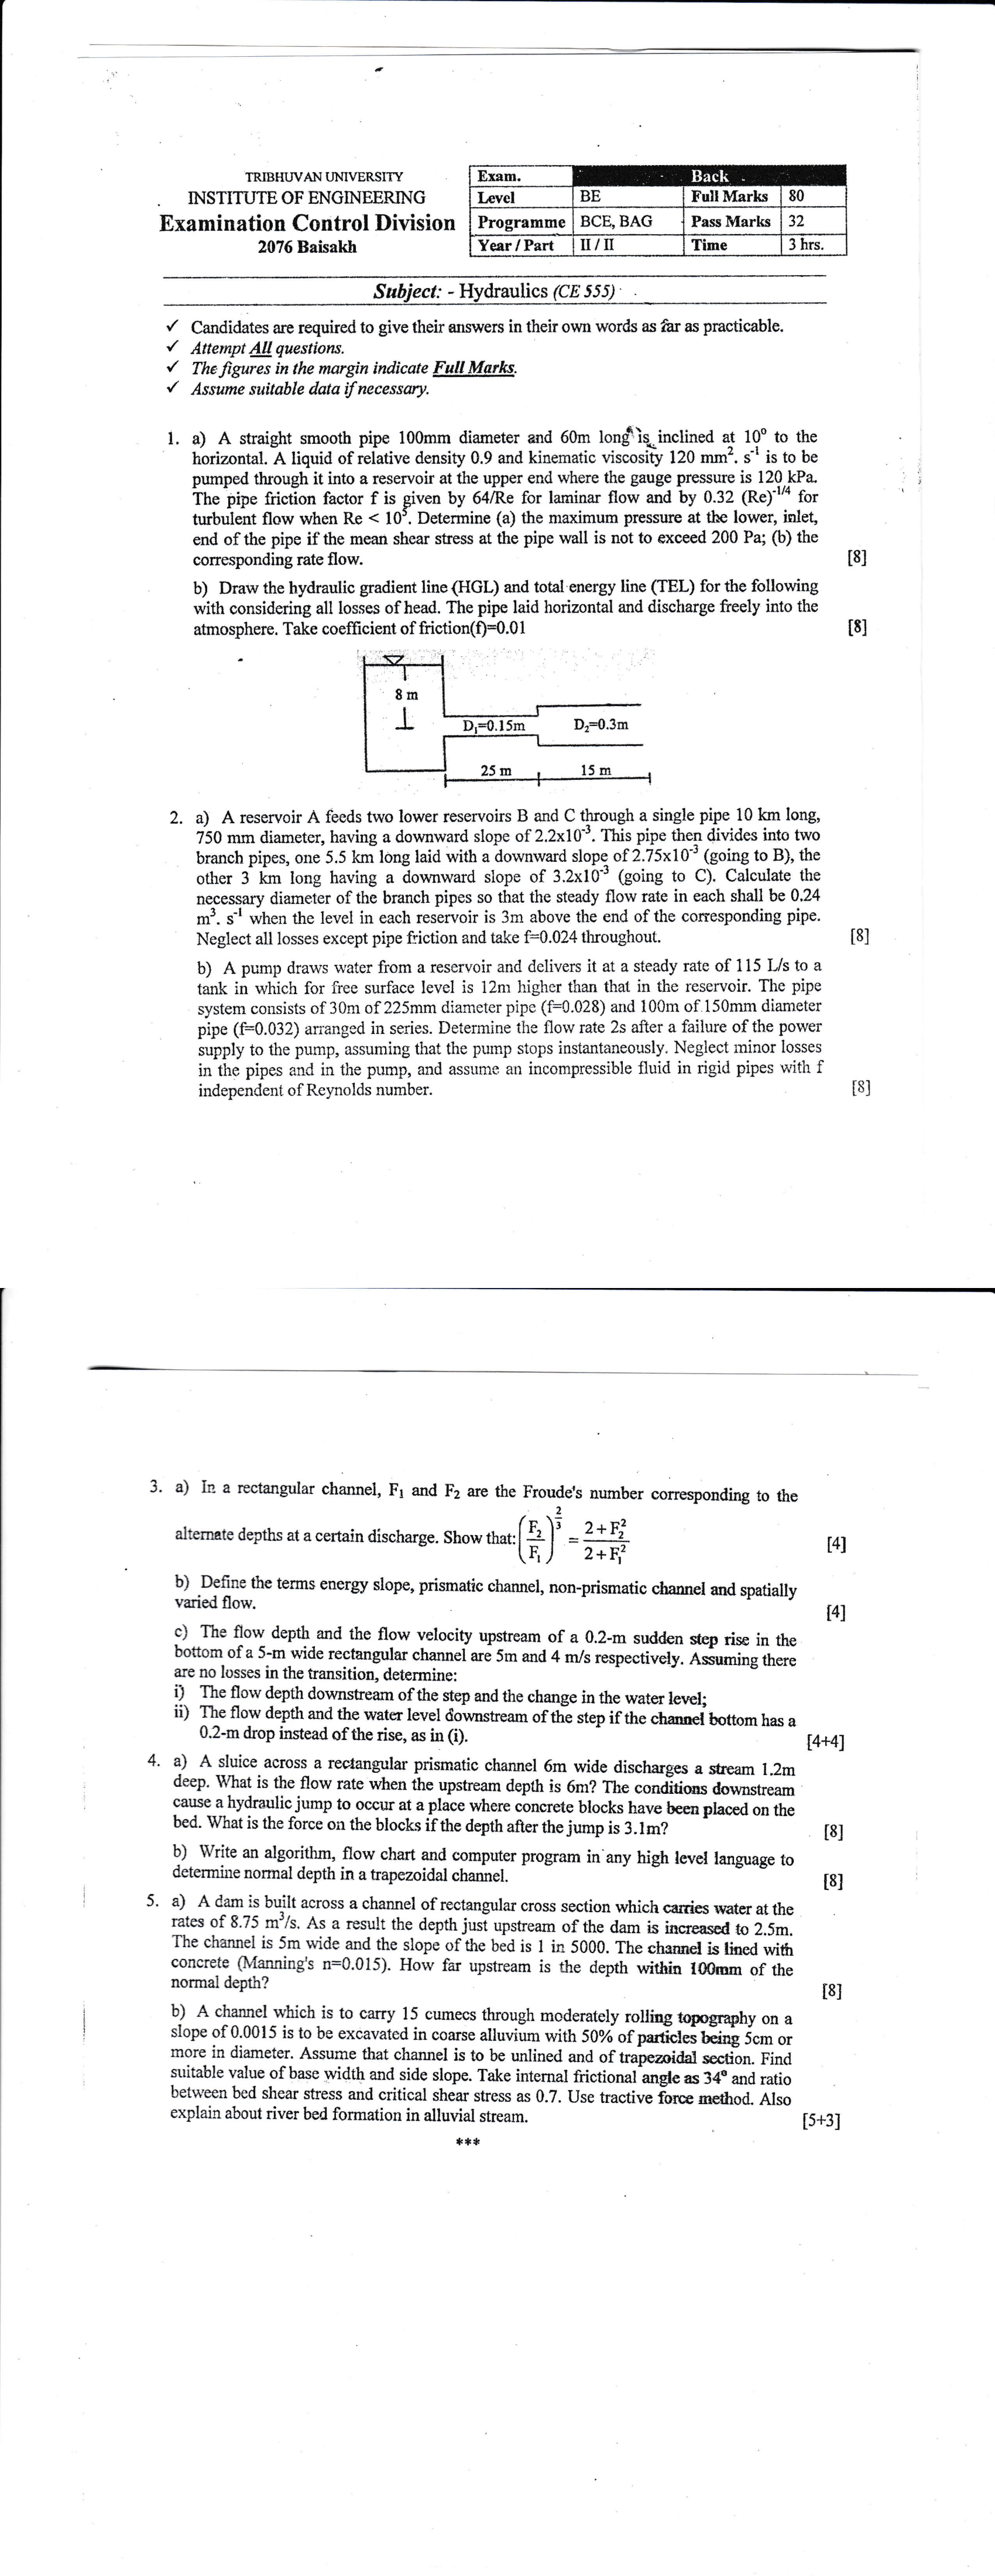 TRIBHUVAN UNIVERSITY
INSTITUTE OF ENGINEERING
Examination Control Division
2076 Baisakh
Exam. Back
Level BE Full Marks 80
Programme BCE, BAG Pass Marks 32
Year / Part II / II Time 3 hrs.
Subject: - Hydraulics (CE 555)
✓ Candidates are required to give their answers in their own words as far as practicable.
✓ Attempt All questions.
✓ The figures in the margin indicate Full Marks.
✓ Assume suitable data if necessary.
1. a) A straight smooth pipe 100mm diameter and 60m long is inclined at 10° to the
horizontal. A liquid of relative density 0.9 and kinematic viscosity 120 mm². s⁻¹ is to be
pumped through it into a reservoir at the upper end where the gauge pressure is 120 kPa.
The pipe friction factor f is given by 64/Re for laminar flow and by 0.32 (Re)⁻¹/⁴ for
turbulent flow when Re < 10⁵. Determine (a) the maximum pressure at the lower, inlet,
end of the pipe if the mean shear stress at the pipe wall is not to exceed 200 Pa; (b) the
corresponding rate flow. [8]
b) Draw the hydraulic gradient line (HGL) and total energy line (TEL) for the following
with considering all losses of head. The pipe laid horizontal and discharge freely into the
atmosphere. Take coefficient of friction(f)=0.01 [8]
8 m
D₁=0.15m D₂=0.3m
25 m 15 m
2. a) A reservoir A feeds two lower reservoirs B and C through a single pipe 10 km long,
750 mm diameter, having a downward slope of 2.2x10⁻³. This pipe then divides into two
branch pipes, one 5.5 km long laid with a downward slope of 2.75x10⁻³ (going to B), the
other 3 km long having a downward slope of 3.2x10⁻³ (going to C). Calculate the
necessary diameter of the branch pipes so that the steady flow rate in each shall be 0.24
m³. s⁻¹ when the level in each reservoir is 3m above the end of the corresponding pipe.
Neglect all losses except pipe friction and take f=0.024 throughout. [8]
b) A pump draws water from a reservoir and delivers it at a steady rate of 115 L/s to a
tank in which for free surface level is 12m higher than that in the reservoir. The pipe
system consists of 30m of 225mm diameter pipe (f=0.028) and 100m of 150mm diameter
pipe (f=0.032) arranged in series. Determine the flow rate 2s after a failure of the power
supply to the pump, assuming that the pump stops instantaneously. Neglect minor losses
in the pipes and in the pump, and assume an incompressible fluid in rigid pipes with f
independent of Reynolds number. [8]
3. a) In a rectangular channel, F₁ and F₂ are the Froude's number corresponding to the
alternate depths at a certain discharge. Show that: (F₂/F₁)^(2/3) = (2+F₂²)/(2+F₁²) [4]
b) Define the terms energy slope, prismatic channel, non-prismatic channel and spatially
varied flow. [4]
c) The flow depth and the flow velocity upstream of a 0.2-m sudden step rise in the
bottom of a 5-m wide rectangular channel are 5m and 4 m/s respectively. Assuming there
are no losses in the transition, determine:
i) The flow depth downstream of the step and the change in the water level;
ii) The flow depth and the water level downstream of the step if the channel bottom has a
0.2-m drop instead of the rise, as in (i). [4+4]
4. a) A sluice across a rectangular prismatic channel 6m wide discharges a stream 1.2m
deep. What is the flow rate when the upstream depth is 6m? The conditions downstream
cause a hydraulic jump to occur at a place where concrete blocks have been placed on the
bed. What is the force on the blocks if the depth after the jump is 3.1m? [8]
b) Write an algorithm, flow chart and computer program in any high level language to
determine normal depth in a trapezoidal channel. [8]
5. a) A dam is built across a channel of rectangular cross section which carries water at the
rates of 8.75 m³/s. As a result the depth just upstream of the dam is increased to 2.5m.
The channel is 5m wide and the slope of the bed is 1 in 5000. The channel is lined with
concrete (Manning's n=0.015). How far upstream is the depth within 100mm of the
normal depth? [8]
b) A channel which is to carry 15 cumecs through moderately rolling topography on a
slope of 0.0015 is to be excavated in coarse alluvium with 50% of particles being 5cm or
more in diameter. Assume that channel is to be unlined and of trapezoidal section. Find
suitable value of base width and side slope. Take internal frictional angle as 34° and ratio
between bed shear stress and critical shear stress as 0.7. Use tractive force method. Also
explain about river bed formation in alluvial stream. [5+3]
***